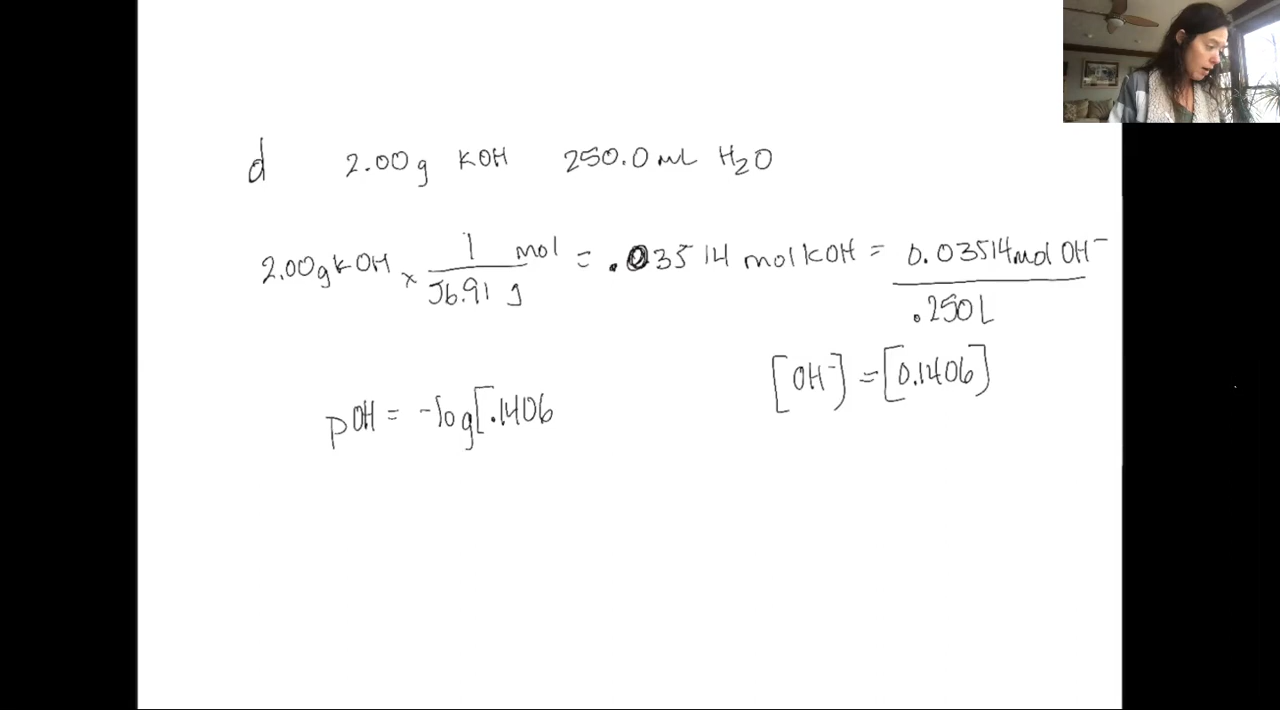 d 2.00g KOH 250.0 mL H₂O
2.00g KOH × 1 mol / 56.91 g = .03514 mol KOH = 0.03514 mol OH⁻ / .250 L
[OH⁻] = [0.1406]
pOH = -log[.1406